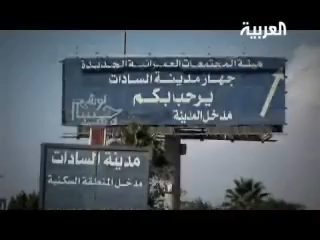 العربية
هيئة المجتمعات العمرانية الجديدة
جهاز مدينة السادات
يرحب بكم
مدخل المدينة
مدينة السادات
مدخل المنطقة السكنية